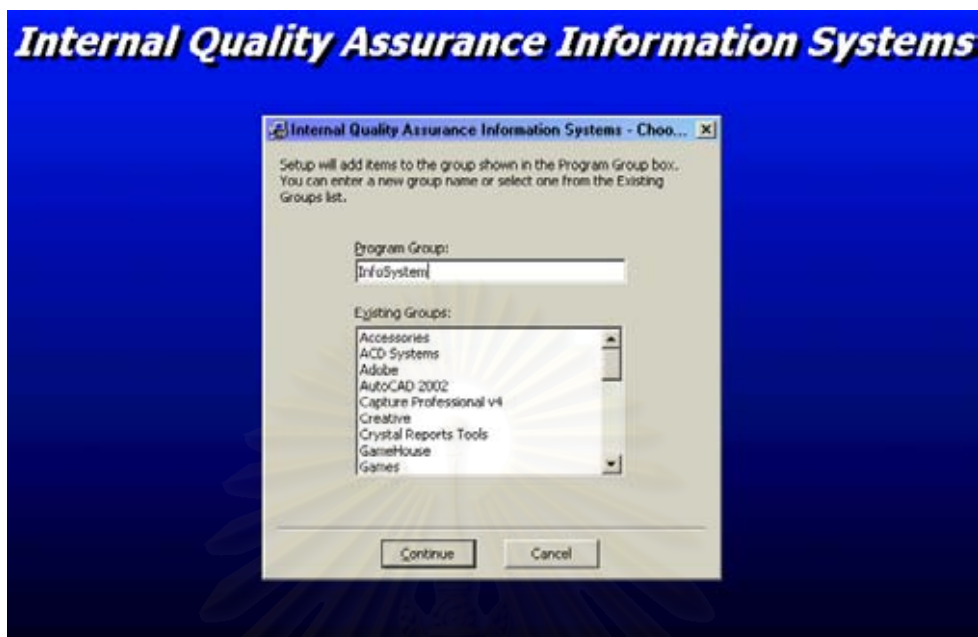 Internal Quality Assurance Information Systems
Internal Quality Assurance Information Systems - Choo...
Setup will add items to the group shown in the Program Group box.
You can enter a new group name or select one from the Existing
Groups list.
Program Group:
InfoSystem
Existing Groups:
Accessories
ACD Systems
Adobe
AutoCAD 2002
Capture Professional v4
Creative
Crystal Reports Tools
GameHouse
Games
Continue
Cancel